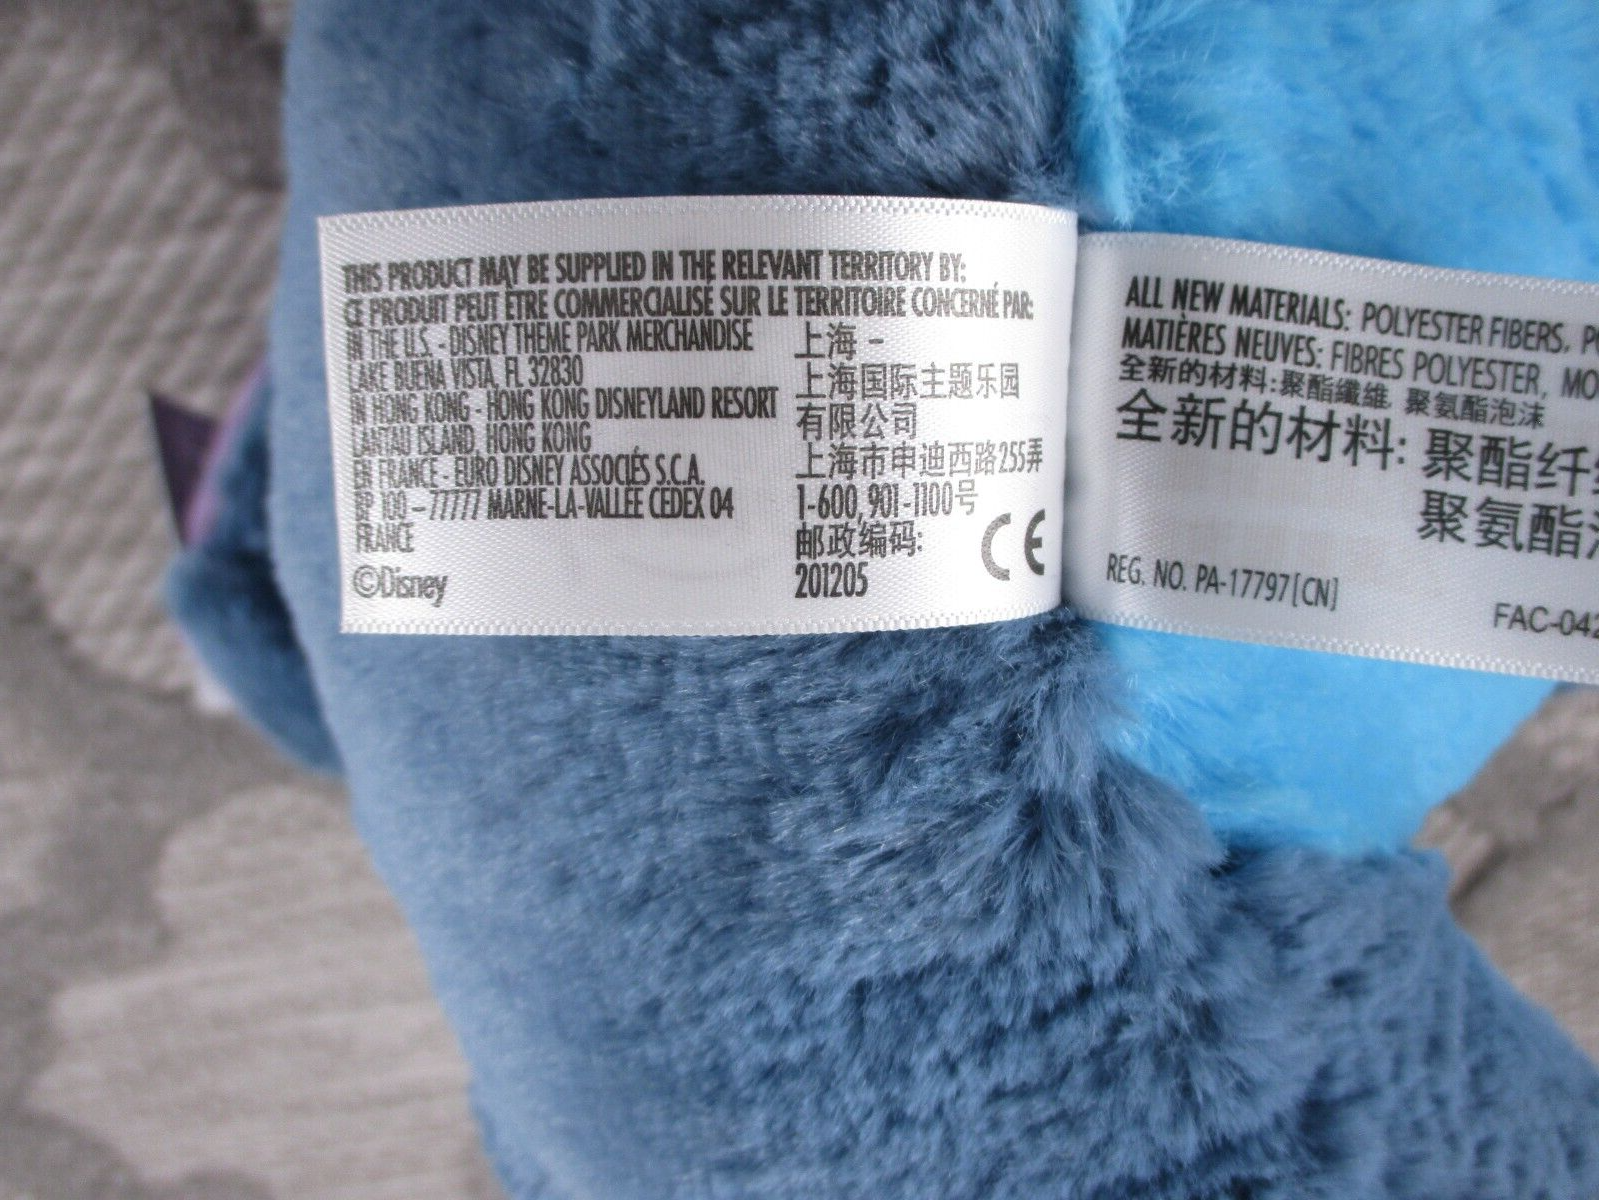 THIS PRODUCT MAY BE SUPPLIED IN THE RELEVANT TERRITORY BY:
CE PRODUIT PEUT ÊTRE COMMERCIALISÉ SUR LE TERRITOIRE CONCERNÉ PAR:
IN THE U.S. - DISNEY THEME PARK MERCHANDISE
LAKE BUENA VISTA, FL 32830
IN HONG KONG - HONG KONG DISNEYLAND RESORT
LANTAU ISLAND, HONG KONG
EN FRANCE - EURO DISNEY ASSOCIÉS S.C.A.
RP 100 – 77777 MARNE-LA-VALLÉE CEDEX 04
FRANCE
©Disney
上海 –
上海国际主题乐园
有限公司
上海市申迪西路255弄
1-600, 901-1100号
邮政编码:
201205
CE
ALL NEW MATERIALS: POLYESTER FIBERS,
MATIÈRES NEUVES: FIBRES POLYESTER,
全新的材料:聚酯纖維, 聚氨酯泡沫
全新的材料: 聚酯纤
聚氨酯
REG. NO. PA-17797(CN)
FAC-042